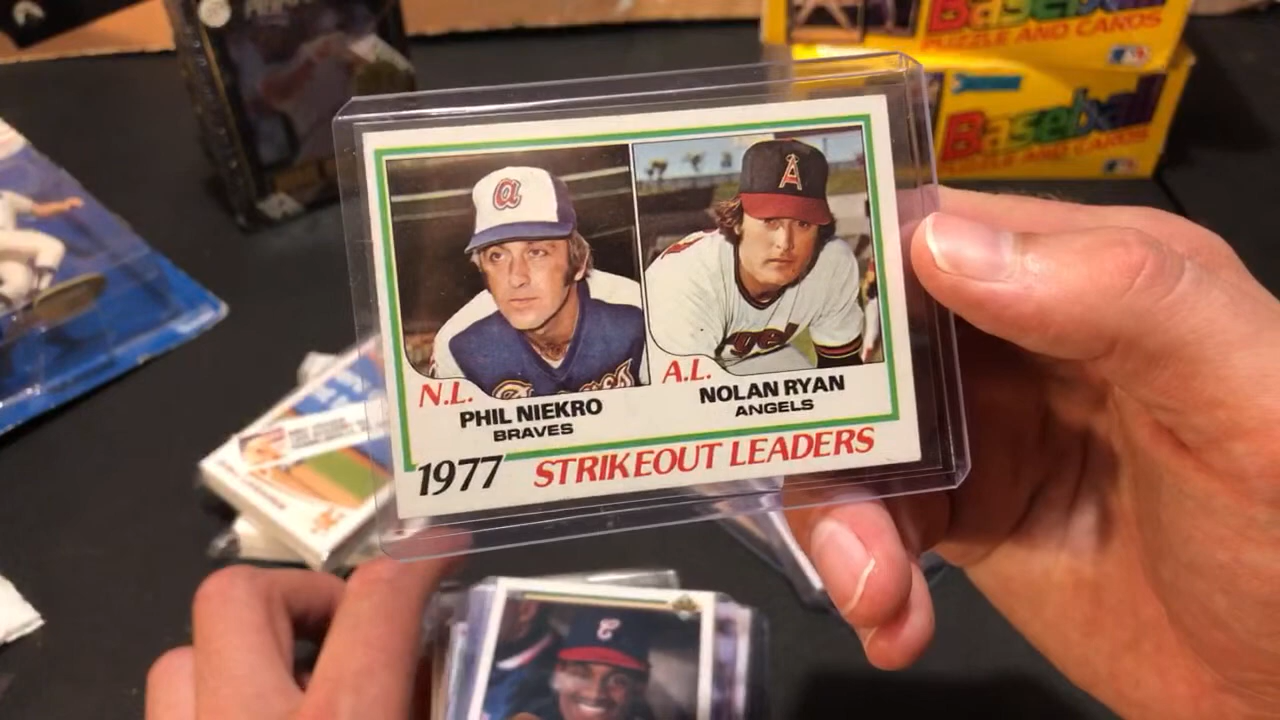 Baseball
PUZZLE AND CARDS
Baseball
PUZZLE AND CARDS
a
A
N.L.
PHIL NIEKRO
BRAVES
A.L.
NOLAN RYAN
ANGELS
1977 STRIKEOUT LEADERS